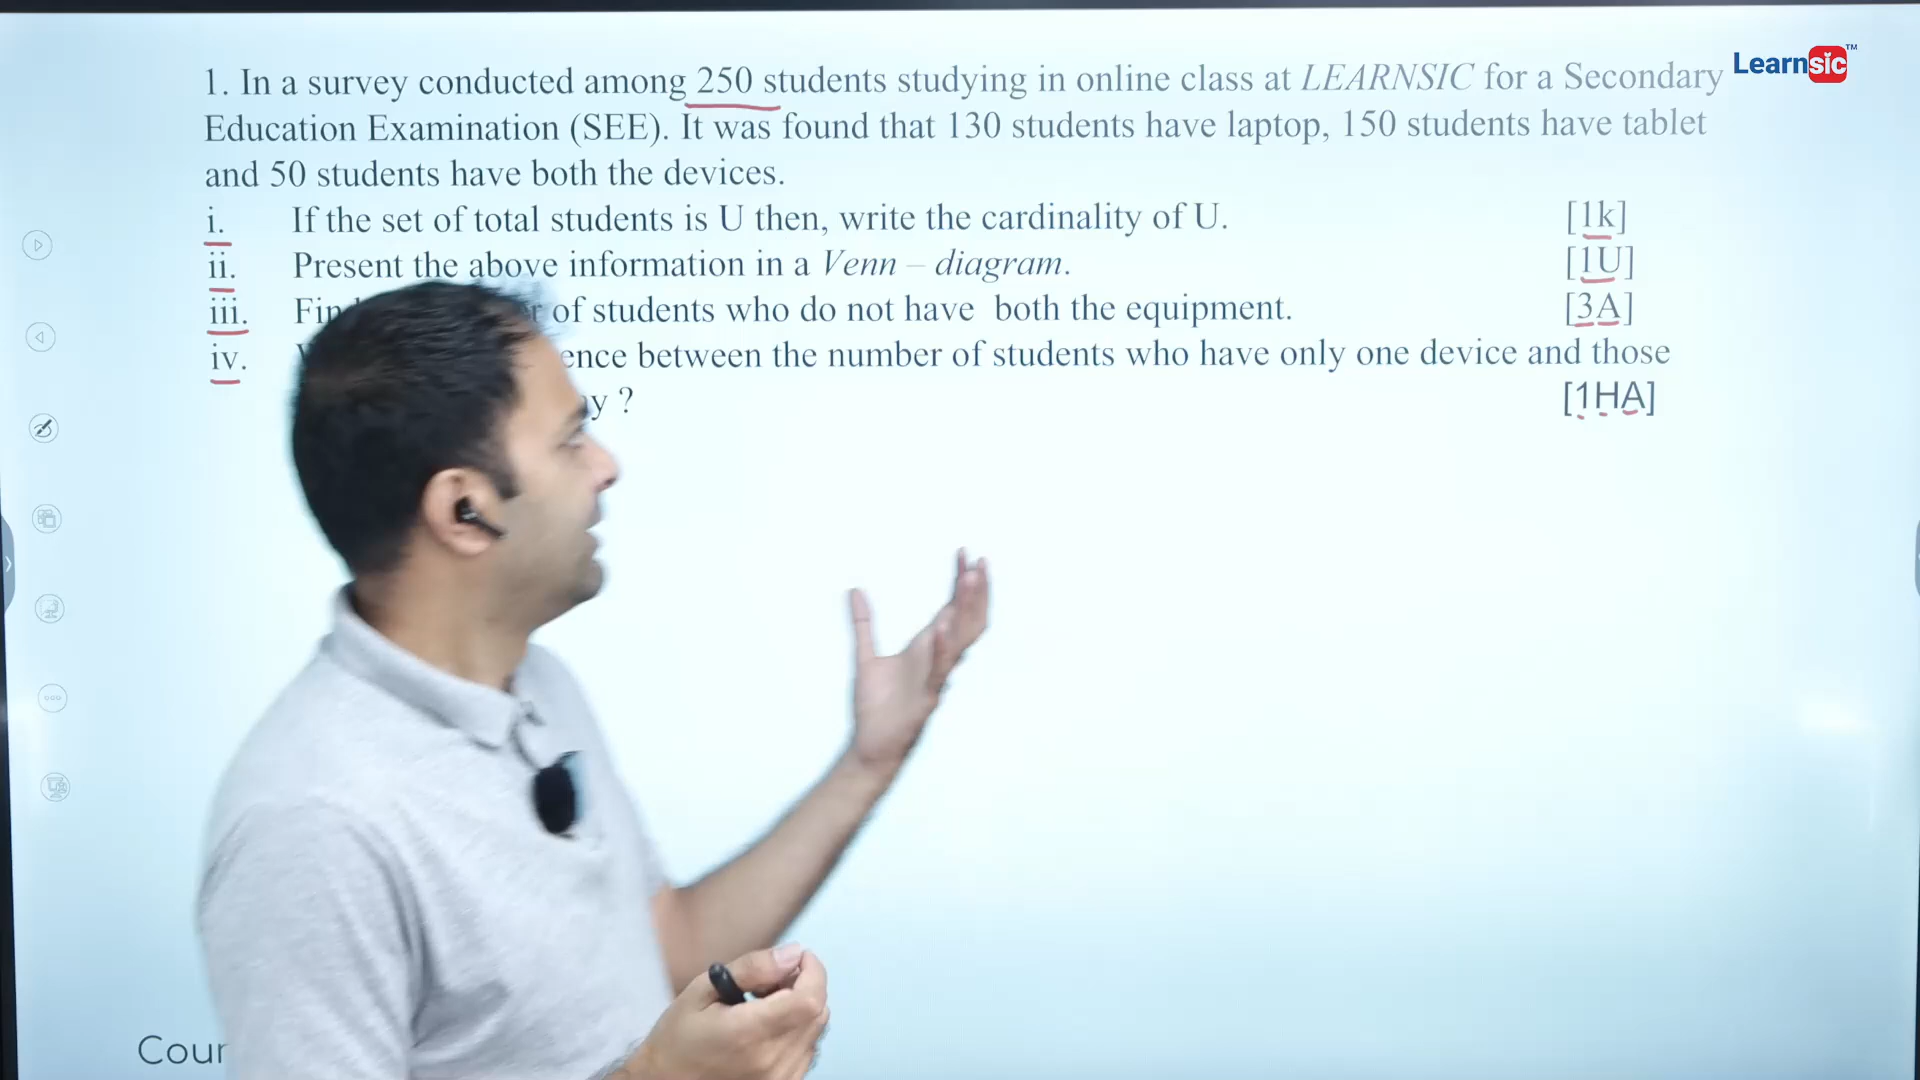 Learnsic™
1. In a survey conducted among 250 students studying in online class at LEARNSIC for a Secondary
Education Examination (SEE). It was found that 130 students have laptop, 150 students have tablet
and 50 students have both the devices.
i. If the set of total students is U then, write the cardinality of U. [1k]
ii. Present the above information in a Venn – diagram. [1U]
iii. of students who do not have both the equipment. [3A]
iv. between the number of students who have only one device and those
? [1HA]